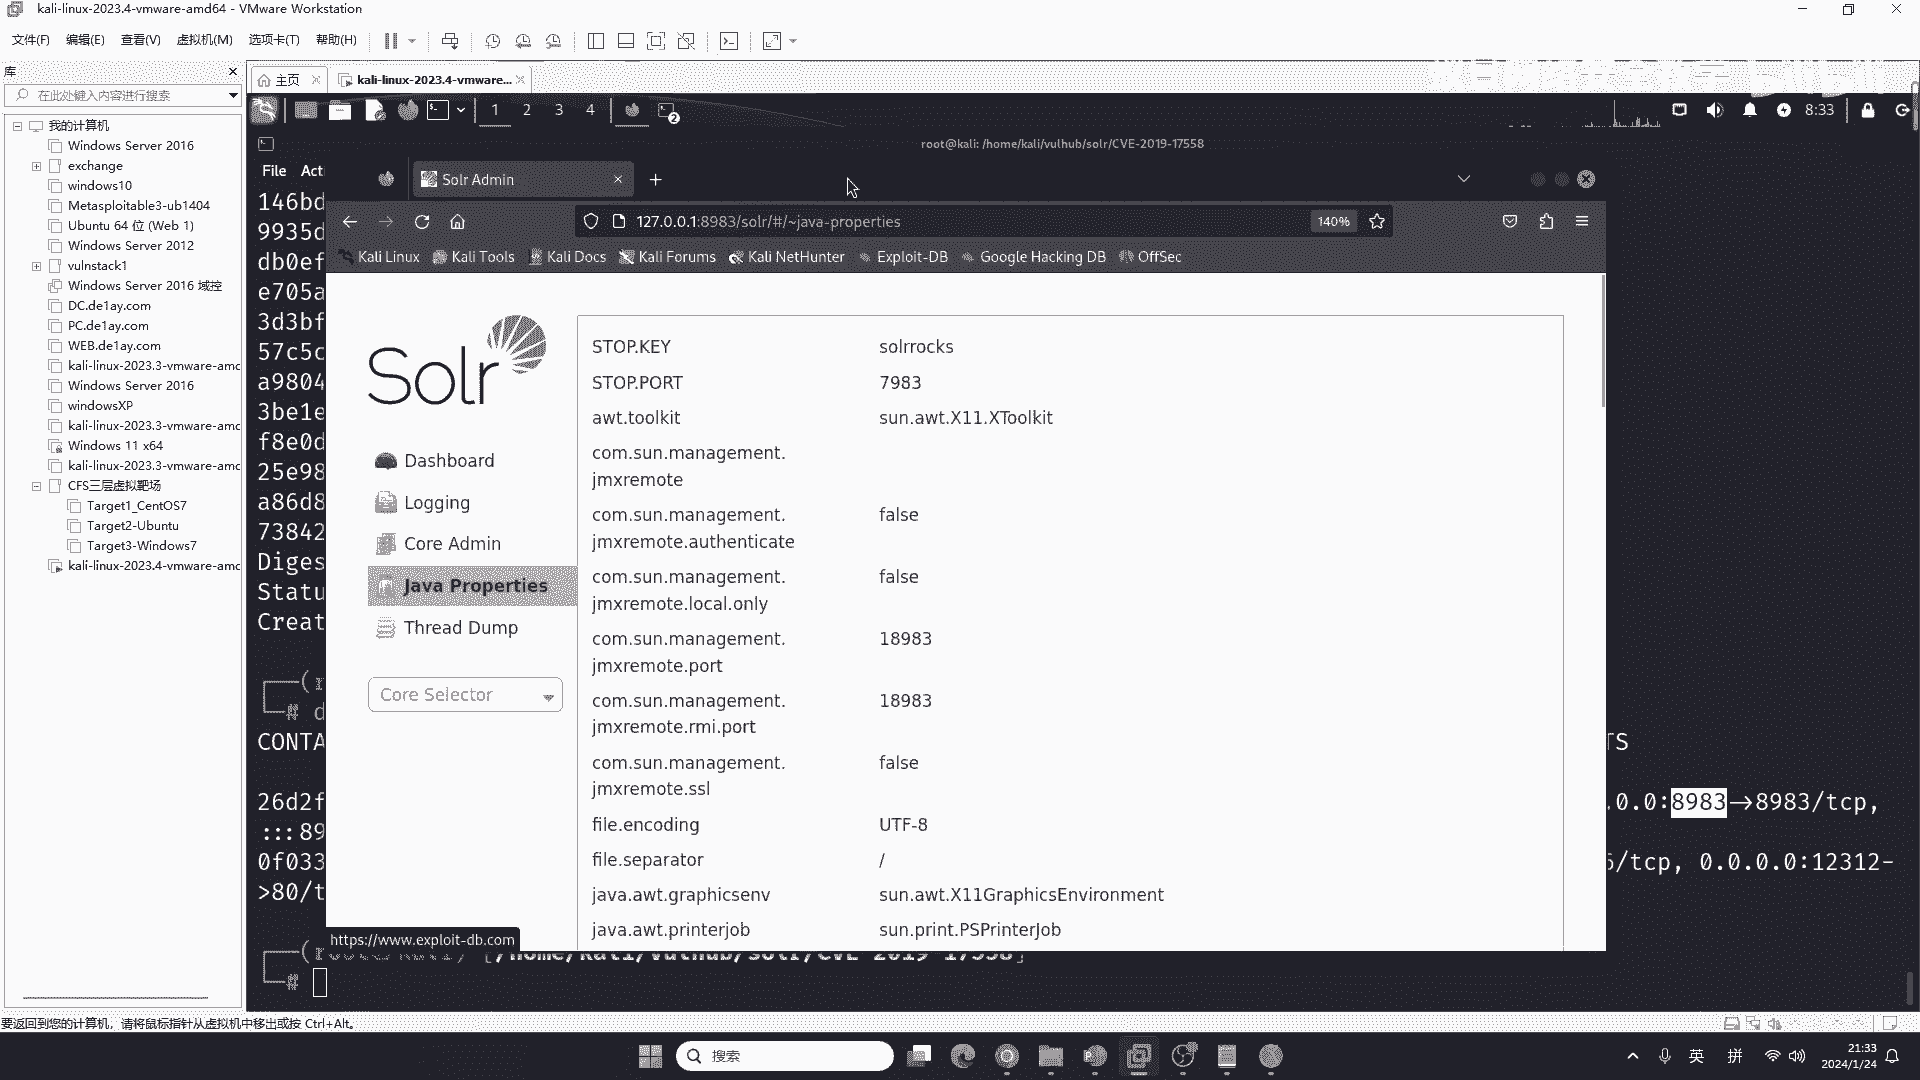 kali-linux-2023.4-vmware-amd64 - VMware Workstation
文件(F) 编辑(E) 查看(V) 虚拟机(M) 选项卡(T) 帮助(H)
库
在此处键入内容进行搜索
我的计算机
Windows Server 2016
exchange
windows10
Metasploitable3-ub1404
Ubuntu 64 位 (Web 1)
Windows Server 2012
vulnstack1
Windows Server 2016 域控
DC.de1ay.com
PC.de1ay.com
WEB.de1ay.com
kali-linux-2023.3-vmware-amd
Windows Server 2016
windowsXP
kali-linux-2023.3-vmware-amd
Windows 11 x64
kali-linux-2023.3-vmware-amd
CFS三层虚拟靶场
Target1_CentOS7
Target2-Ubuntu
Target3-Windows7
kali-linux-2023.4-vmware-amd
主页
kali-linux-2023.4-vmware...
1 2 3 4
2
8:33
root@kali: /home/kali/vulhub/solr/CVE-2019-17558
File Acti
146bd
9935d
db0ef
e705a
3d3bf
57c5c
a9804
3be1e
f8e0d
25e98
a86d8
73842
Diges
Statu
Creat
CONTA
26d2f
:::89
0f033
>80/t
Solr Admin
127.0.0.1:8983/solr/#/~java-properties
140%
Kali Linux Kali Tools Kali Docs Kali Forums Kali NetHunter Exploit-DB Google Hacking DB OffSec
Solr
Dashboard
Logging
Core Admin
Java Properties
Thread Dump
Core Selector
STOP.KEY solrrocks
STOP.PORT 7983
awt.toolkit sun.awt.X11.XToolkit
com.sun.management.
jmxremote
com.sun.management. false
jmxremote.authenticate
com.sun.management. false
jmxremote.local.only
com.sun.management. 18983
jmxremote.port
com.sun.management. 18983
jmxremote.rmi.port
com.sun.management. false
jmxremote.ssl
file.encoding UTF-8
file.separator /
java.awt.graphicsenv sun.awt.X11GraphicsEnvironment
java.awt.printerjob sun.print.PSPrinterJob
https://www.exploit-db.com
TS
.0.0:8983->8983/tcp,
/tcp, 0.0.0.0:12312-
[/home/kali/vulhub/solr/CVE-2019-17558]
#
要返回到您的计算机，请将鼠标指针从虚拟机中移出或按 Ctrl+Alt。
搜索
英
拼
21:33
2024/1/24